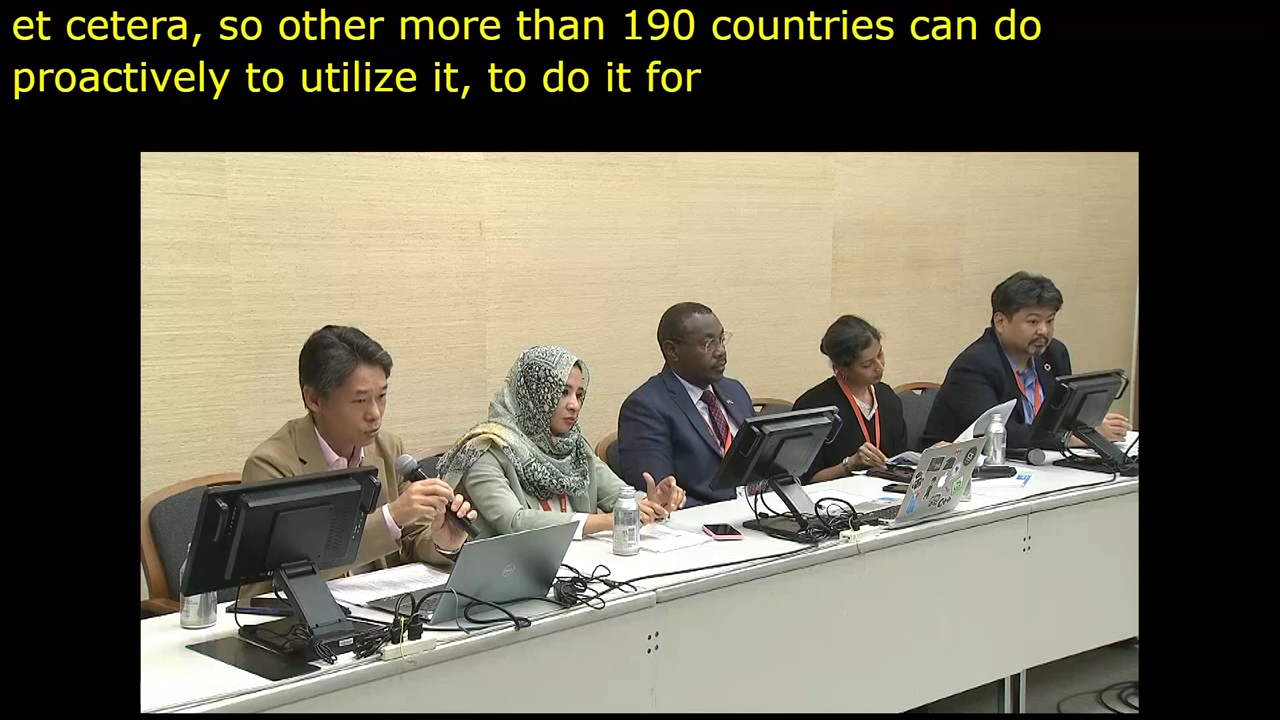 et cetera, so other more than 190 countries can do
proactively to utilize it, to do it for